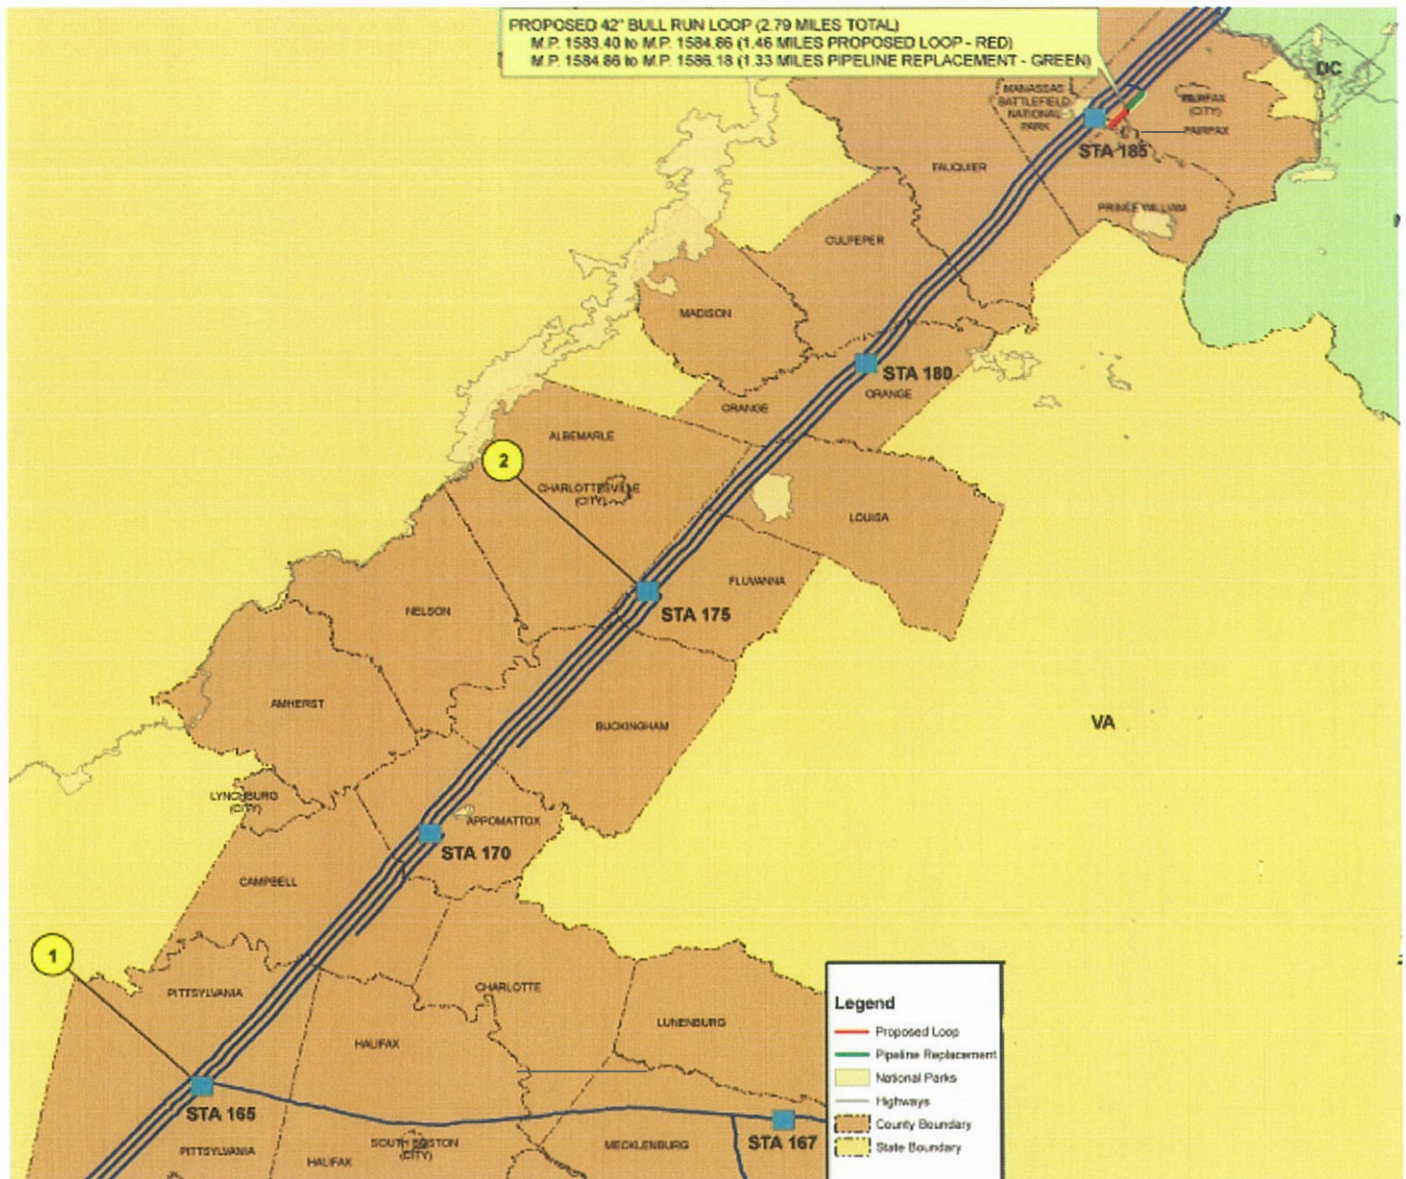 PROPOSED 42" BULL RUN LOOP (2.79 MILES TOTAL)
M.P. 1583.40 to M.P. 1584.86 (1.46 MILES PROPOSED LOOP - RED)
M.P. 1584.86 to M.P. 1586.18 (1.33 MILES PIPELINE REPLACEMENT - GREEN)
DC
MANASSAS
BATTLEFIELD
NATIONAL
PARK
FAIRFAX
(CITY)
FAIRFAX
STA 185
FAUQUIER
PRINCE WILLIAM
CULPEPER
MADISON
STA 180
ORANGE
ORANGE
ALBEMARLE
2
CHARLOTTESVILLE
(CITY)
LOUISA
FLUVANNA
NELSON
STA 175
AMHERST
BUCKINGHAM
VA
LYNCHBURG
(CITY)
APPOMATTOX
STA 170
CAMPBELL
1
PITTSYLVANIA
CHARLOTTE
LUNENBURG
HALIFAX
STA 165
SOUTH BOSTON
(CITY)
MECKLENBURG
STA 167
PITTSYLVANIA
HALIFAX
Legend
Proposed Loop
Pipeline Replacement
National Parks
Highways
County Boundary
State Boundary